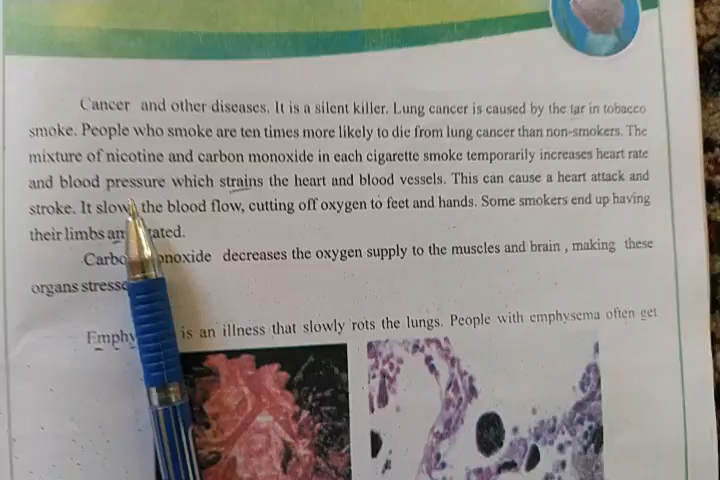 Cancer and other diseases. It is a silent killer. Lung cancer is caused by the tar in tobacco
smoke. People who smoke are ten times more likely to die from lung cancer than non-smokers. The
mixture of nicotine and carbon monoxide in each cigarette smoke temporarily increases heart rate
and blood pressure which strains the heart and blood vessels. This can cause a heart attack and
stroke. It slows the blood flow, cutting off oxygen to feet and hands. Some smokers end up having
their limbs
decreases the oxygen supply to the muscles and brain , making these
organs
is an illness that slowly rots the lungs. People with emphysema often get